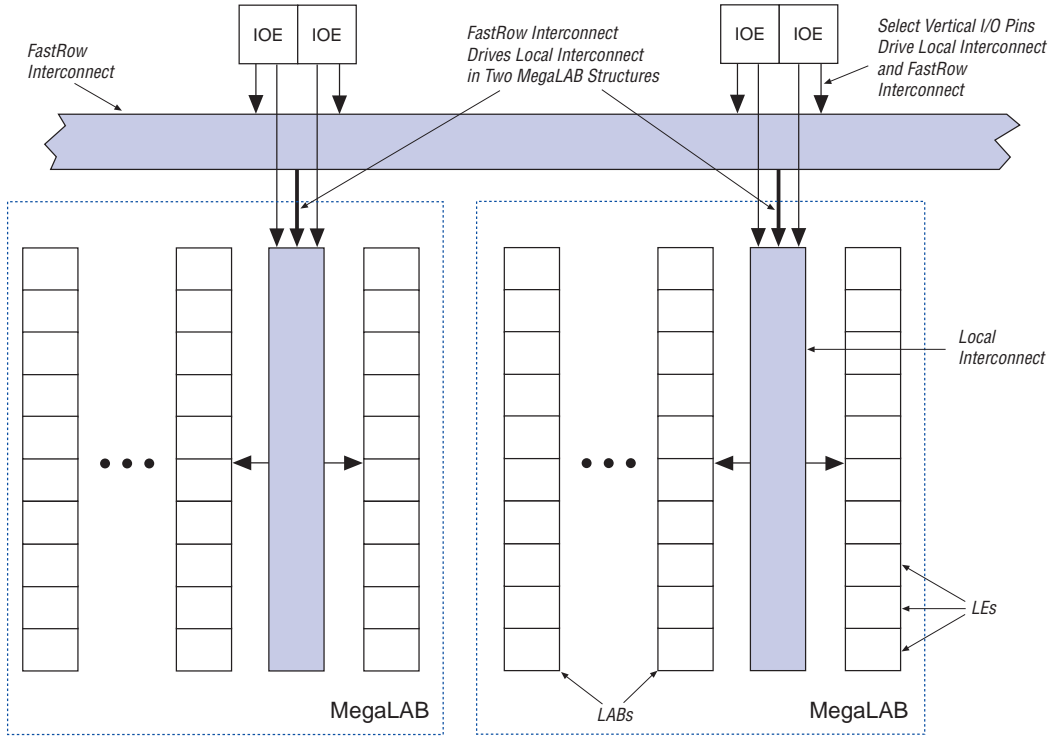 IOE IOE
IOE IOE
FastRow
Interconnect
FastRow Interconnect
Drives Local Interconnect
in Two MegaLAB Structures
Select Vertical I/O Pins
Drive Local Interconnect
and FastRow
Interconnect
Local
Interconnect
LEs
LABs
MegaLAB
MegaLAB